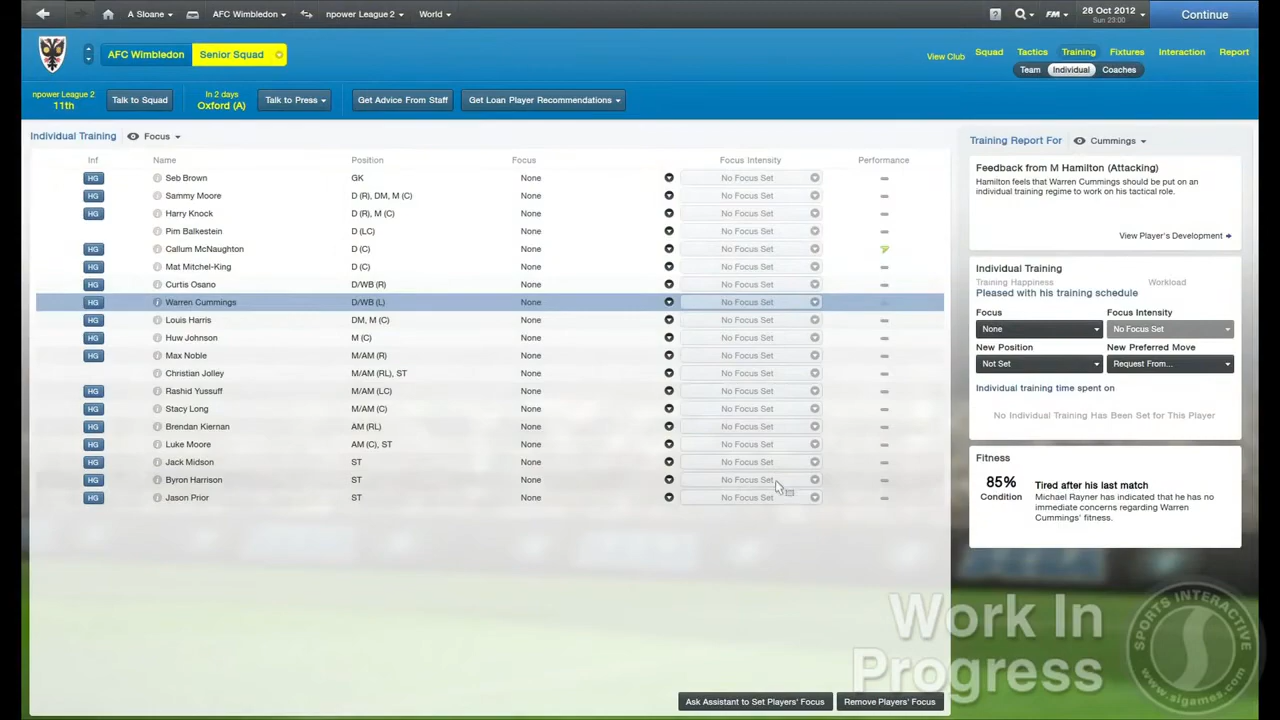 A Sloane AFC Wimbledon npower League 2 World ? FM 28 Oct 2012 Sun 23:00 Continue
AFC Wimbledon Senior Squad View Club Squad Tactics Training Fixtures Interaction Report
Team Individual Coaches
npower League 2 11th Talk to Squad In 2 days Oxford (A) Talk to Press Get Advice From Staff Get Loan Player Recommendations
Individual Training Focus
Inf Name Position Focus Focus Intensity Performance
HG Seb Brown GK None No Focus Set
HG Sammy Moore D (R), DM, M (C) None No Focus Set
HG Harry Knock D (R), M (C) None No Focus Set
Pim Balkestein D (LC) None No Focus Set
HG Callum McNaughton D (C) None No Focus Set
HG Mat Mitchel-King D (C) None No Focus Set
HG Curtis Osano D/WB (R) None No Focus Set
HG Warren Cummings D/WB (L) None No Focus Set
HG Louis Harris DM, M (C) None No Focus Set
HG Huw Johnson M (C) None No Focus Set
HG Max Noble M/AM (R) None No Focus Set
Christian Jolley M/AM (RL), ST None No Focus Set
HG Rashid Yussuff M/AM (LC) None No Focus Set
HG Stacy Long M/AM (C) None No Focus Set
HG Brendan Kiernan AM (RL) None No Focus Set
HG Luke Moore AM (C), ST None No Focus Set
HG Jack Midson ST None No Focus Set
HG Byron Harrison ST None No Focus Set
HG Jason Prior ST None No Focus Set
Ask Assistant to Set Players' Focus Remove Players' Focus
Training Report For Cummings
Feedback from M Hamilton (Attacking)
Hamilton feels that Warren Cummings should be put on an
individual training regime to work on his tactical role.
View Player's Development
Individual Training
Training Happiness Workload
Pleased with his training schedule
Focus Focus Intensity
None No Focus Set
New Position New Preferred Move
Not Set Request From...
Individual training time spent on
No Individual Training Has Been Set for This Player
Fitness
85% Condition Tired after his last match
Michael Rayner has indicated that he has no
immediate concerns regarding Warren
Cummings' fitness.
Work In
Progress
SPORTS INTERACTIVE
www.sigames.com